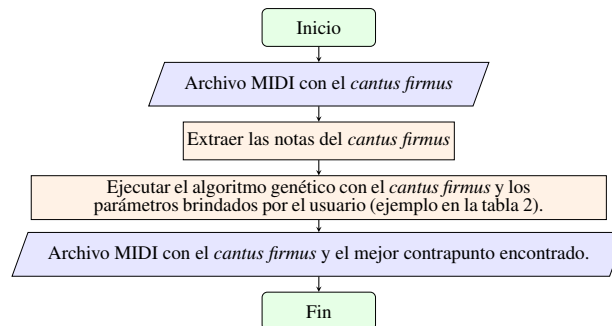 Inicio
Archivo MIDI con el cantus firmus
Extraer las notas del cantus firmus
Ejecutar el algoritmo genético con el cantus firmus y los
parámetros brindados por el usuario (ejemplo en la tabla 2).
Archivo MIDI con el cantus firmus y el mejor contrapunto encontrado.
Fin